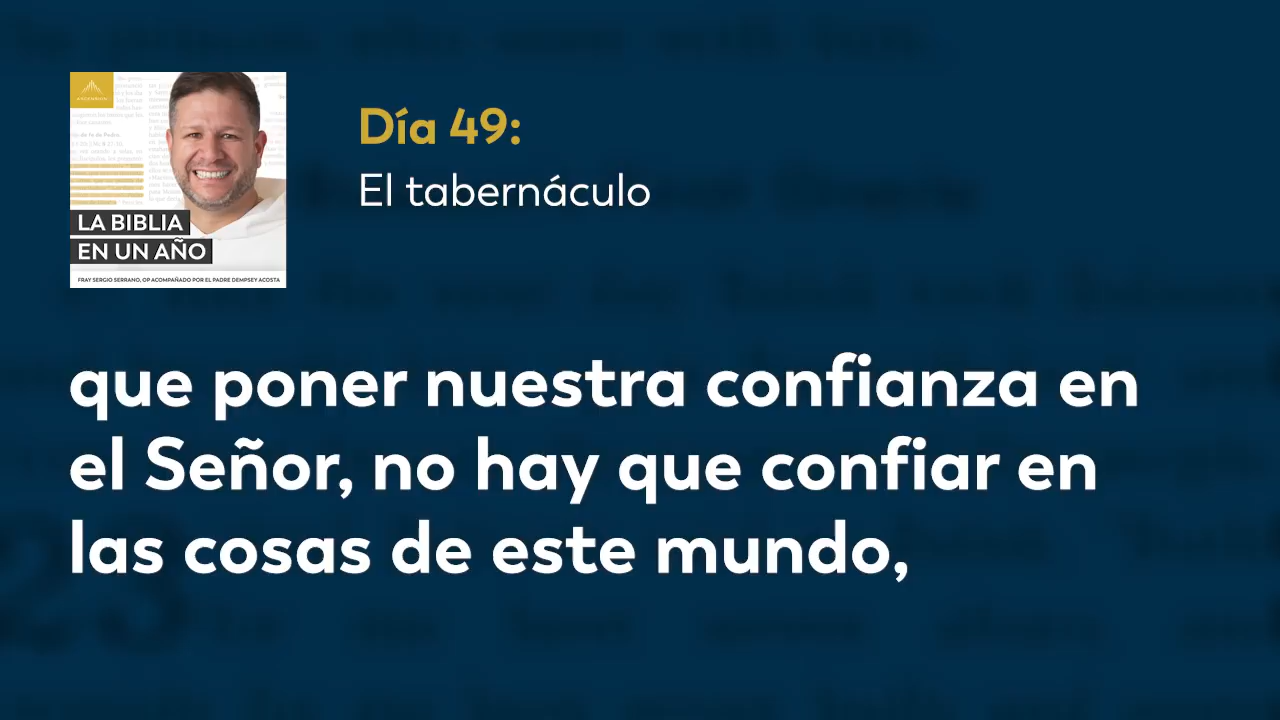 Día 49:
El tabernáculo
LA BIBLIA
EN UN AÑO
FRAY SERGIO SERRANO, OP ACOMPAÑADO POR EL PADRE DEMPSEY ACOSTA
que poner nuestra confianza en
el Señor, no hay que confiar en
las cosas de este mundo,